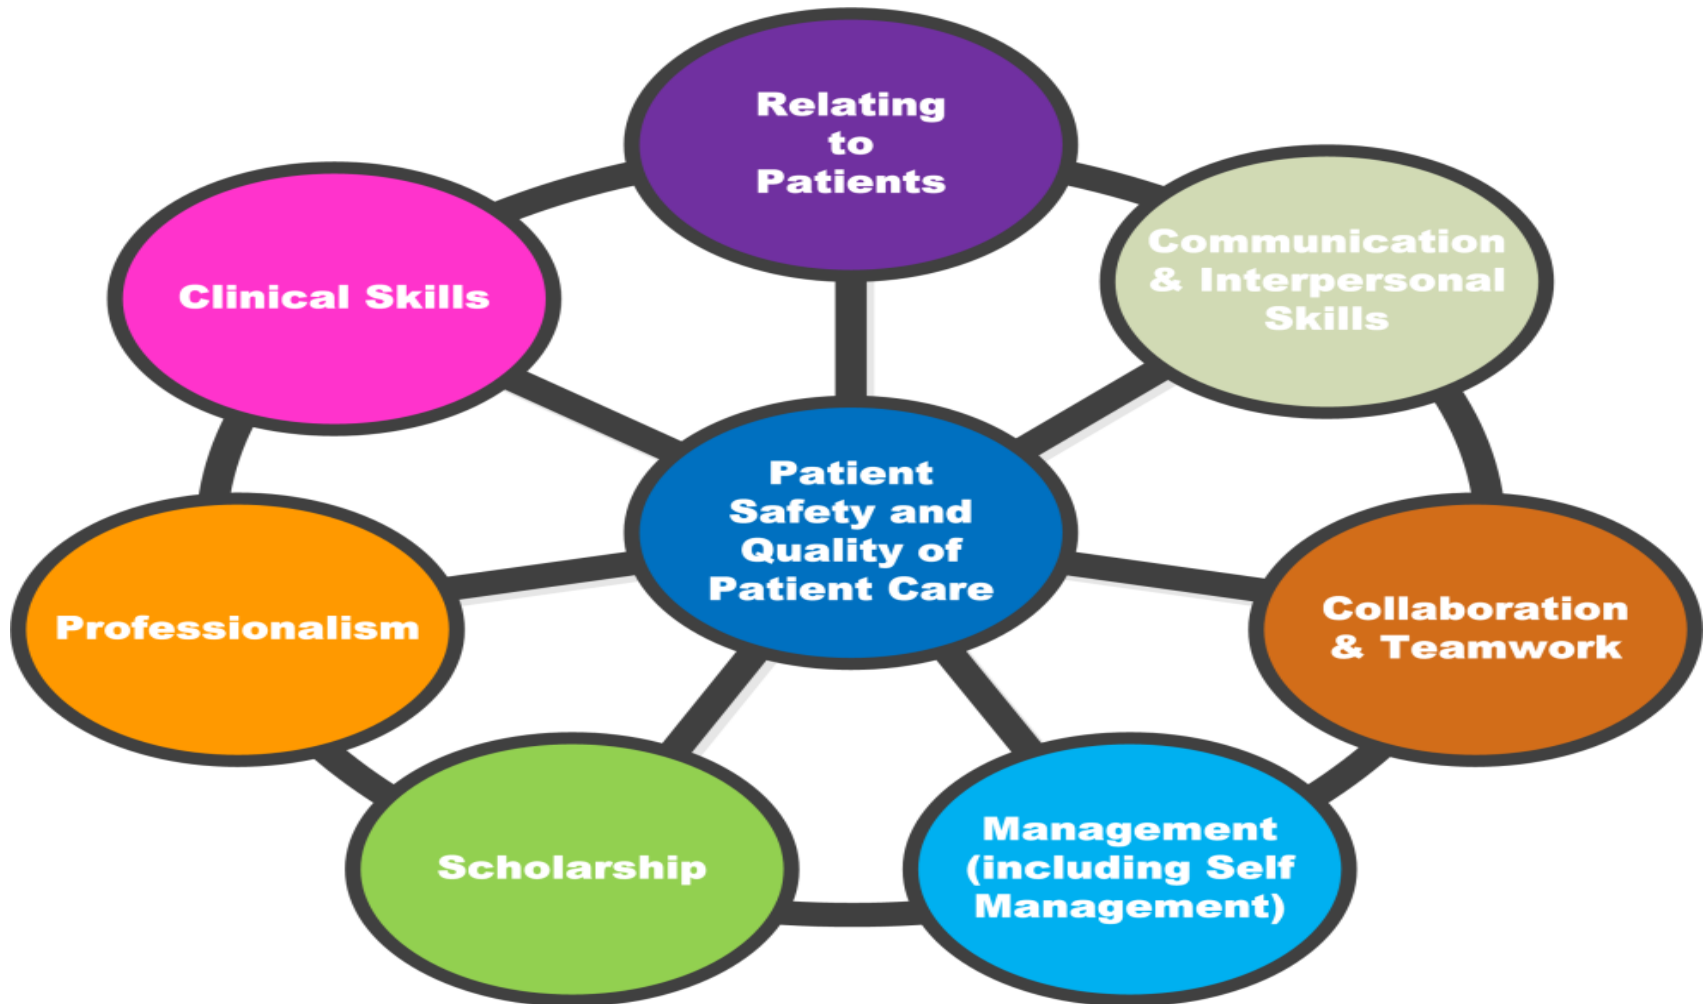 Relating
to
Patients
Communication
& Interpersonal
Skills
Clinical Skills
Patient
Safety and
Quality of
Patient Care
Collaboration
& Teamwork
Professionalism
Management
(including Self
Management)
Scholarship